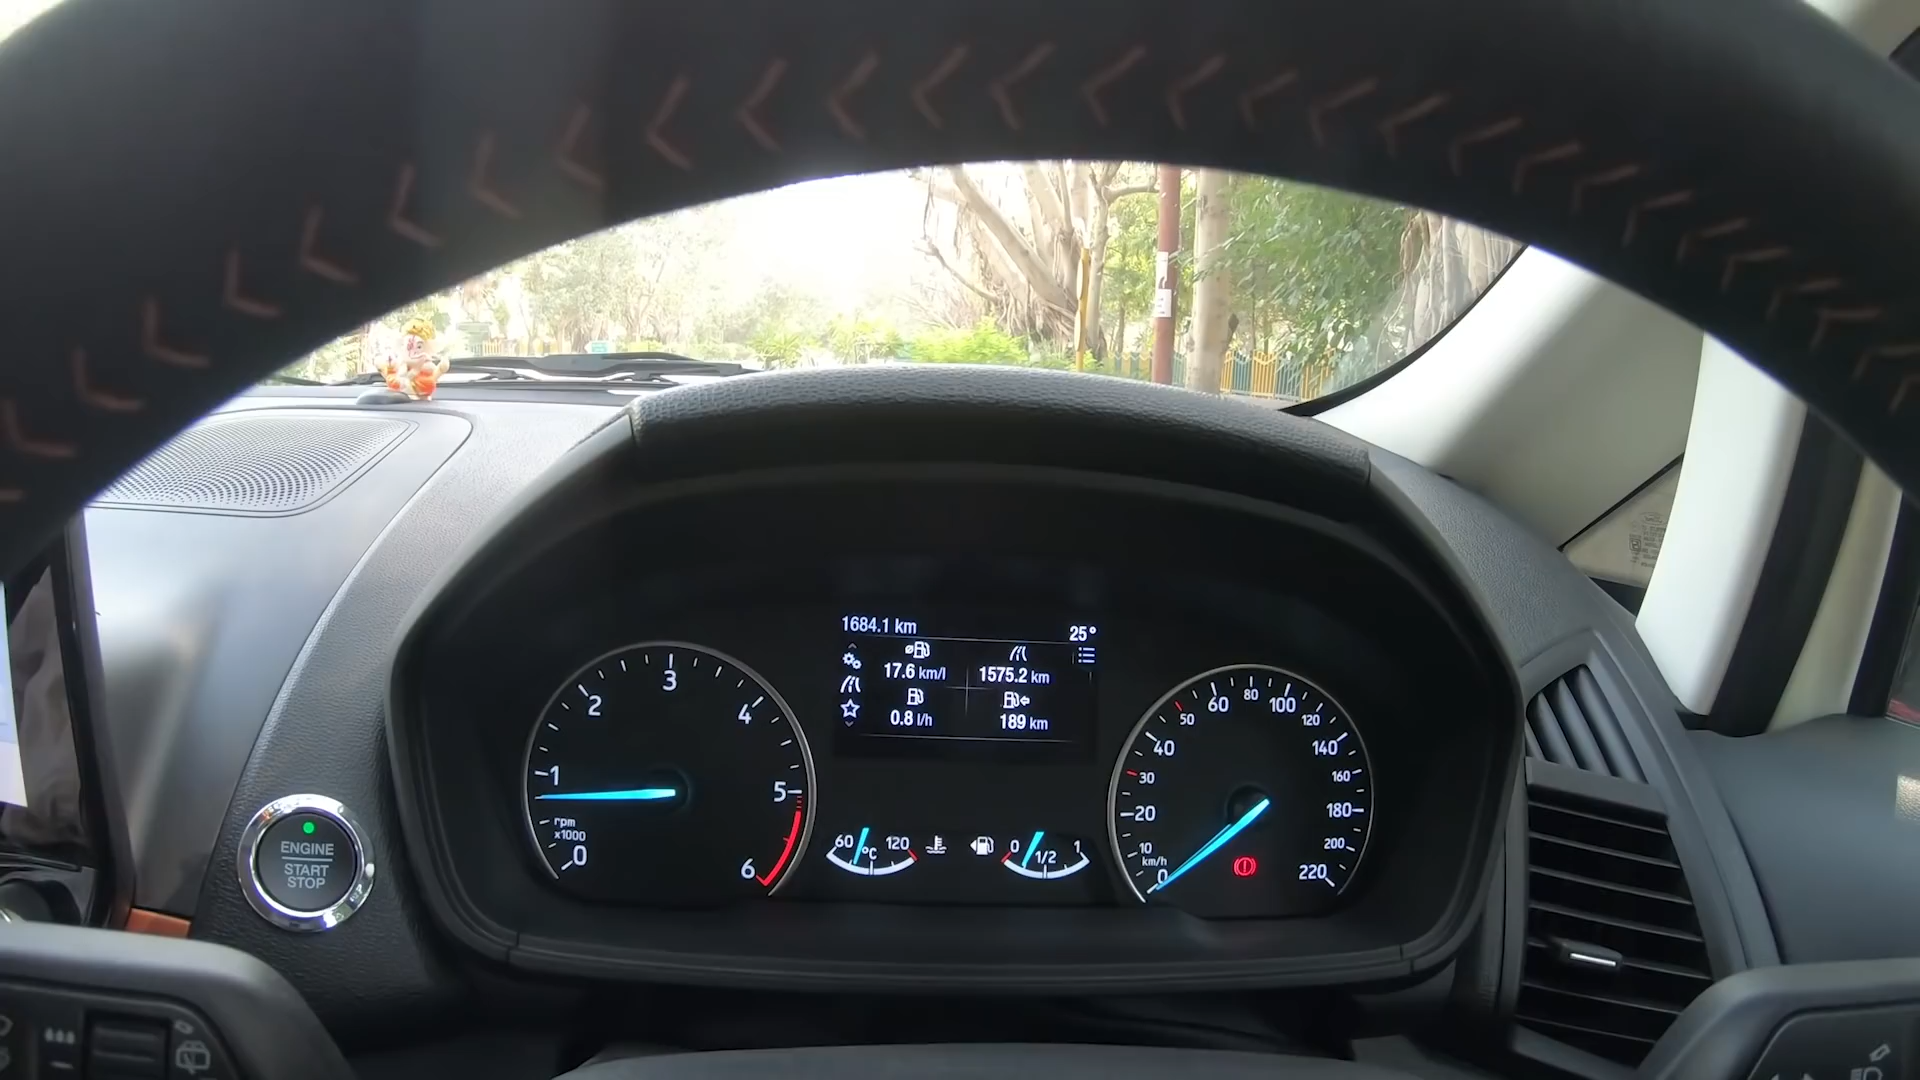 1684.1 km
25°
17.6 km/l
1575.2 km
0.8 l/h
189 km
0
1
2
3
4
5
6
rpm
x1000
60
120
°C
0
1/2
1
0
10
20
30
40
50
60
80
100
120
140
160
180
200
220
km/h
ENGINE
START
STOP